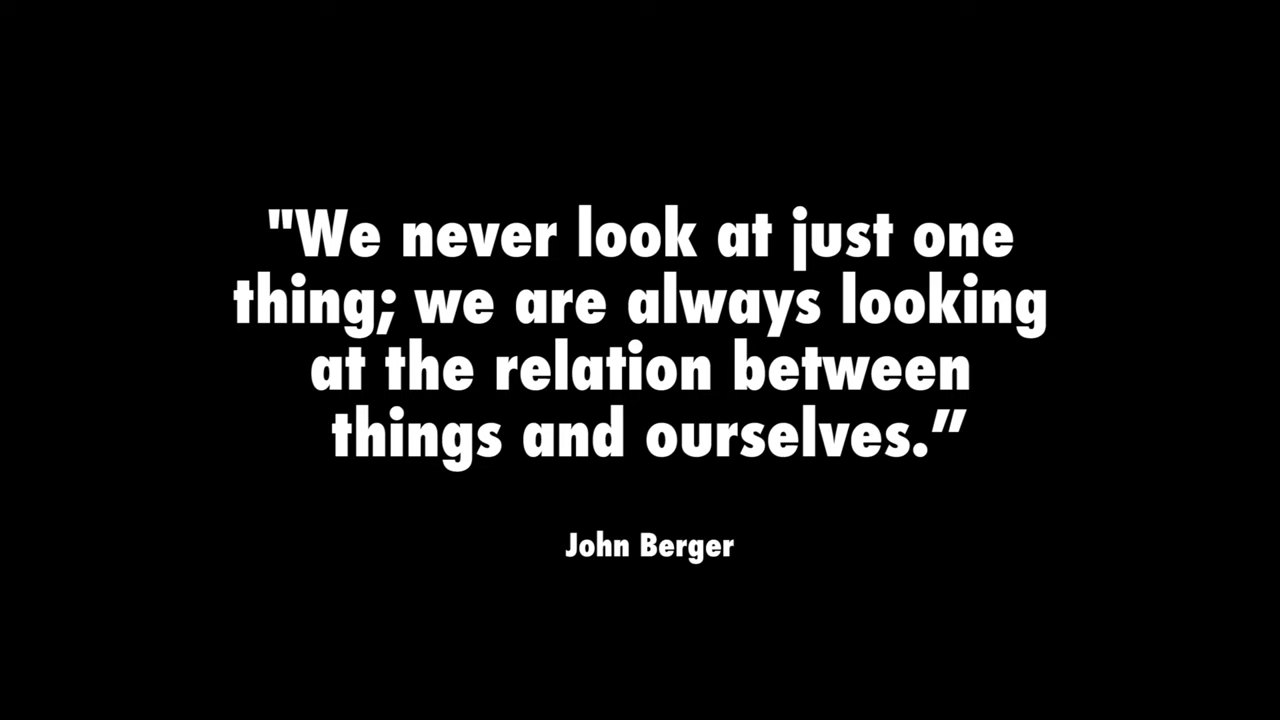 "We never look at just one
thing; we are always looking
at the relation between
things and ourselves.”
John Berger